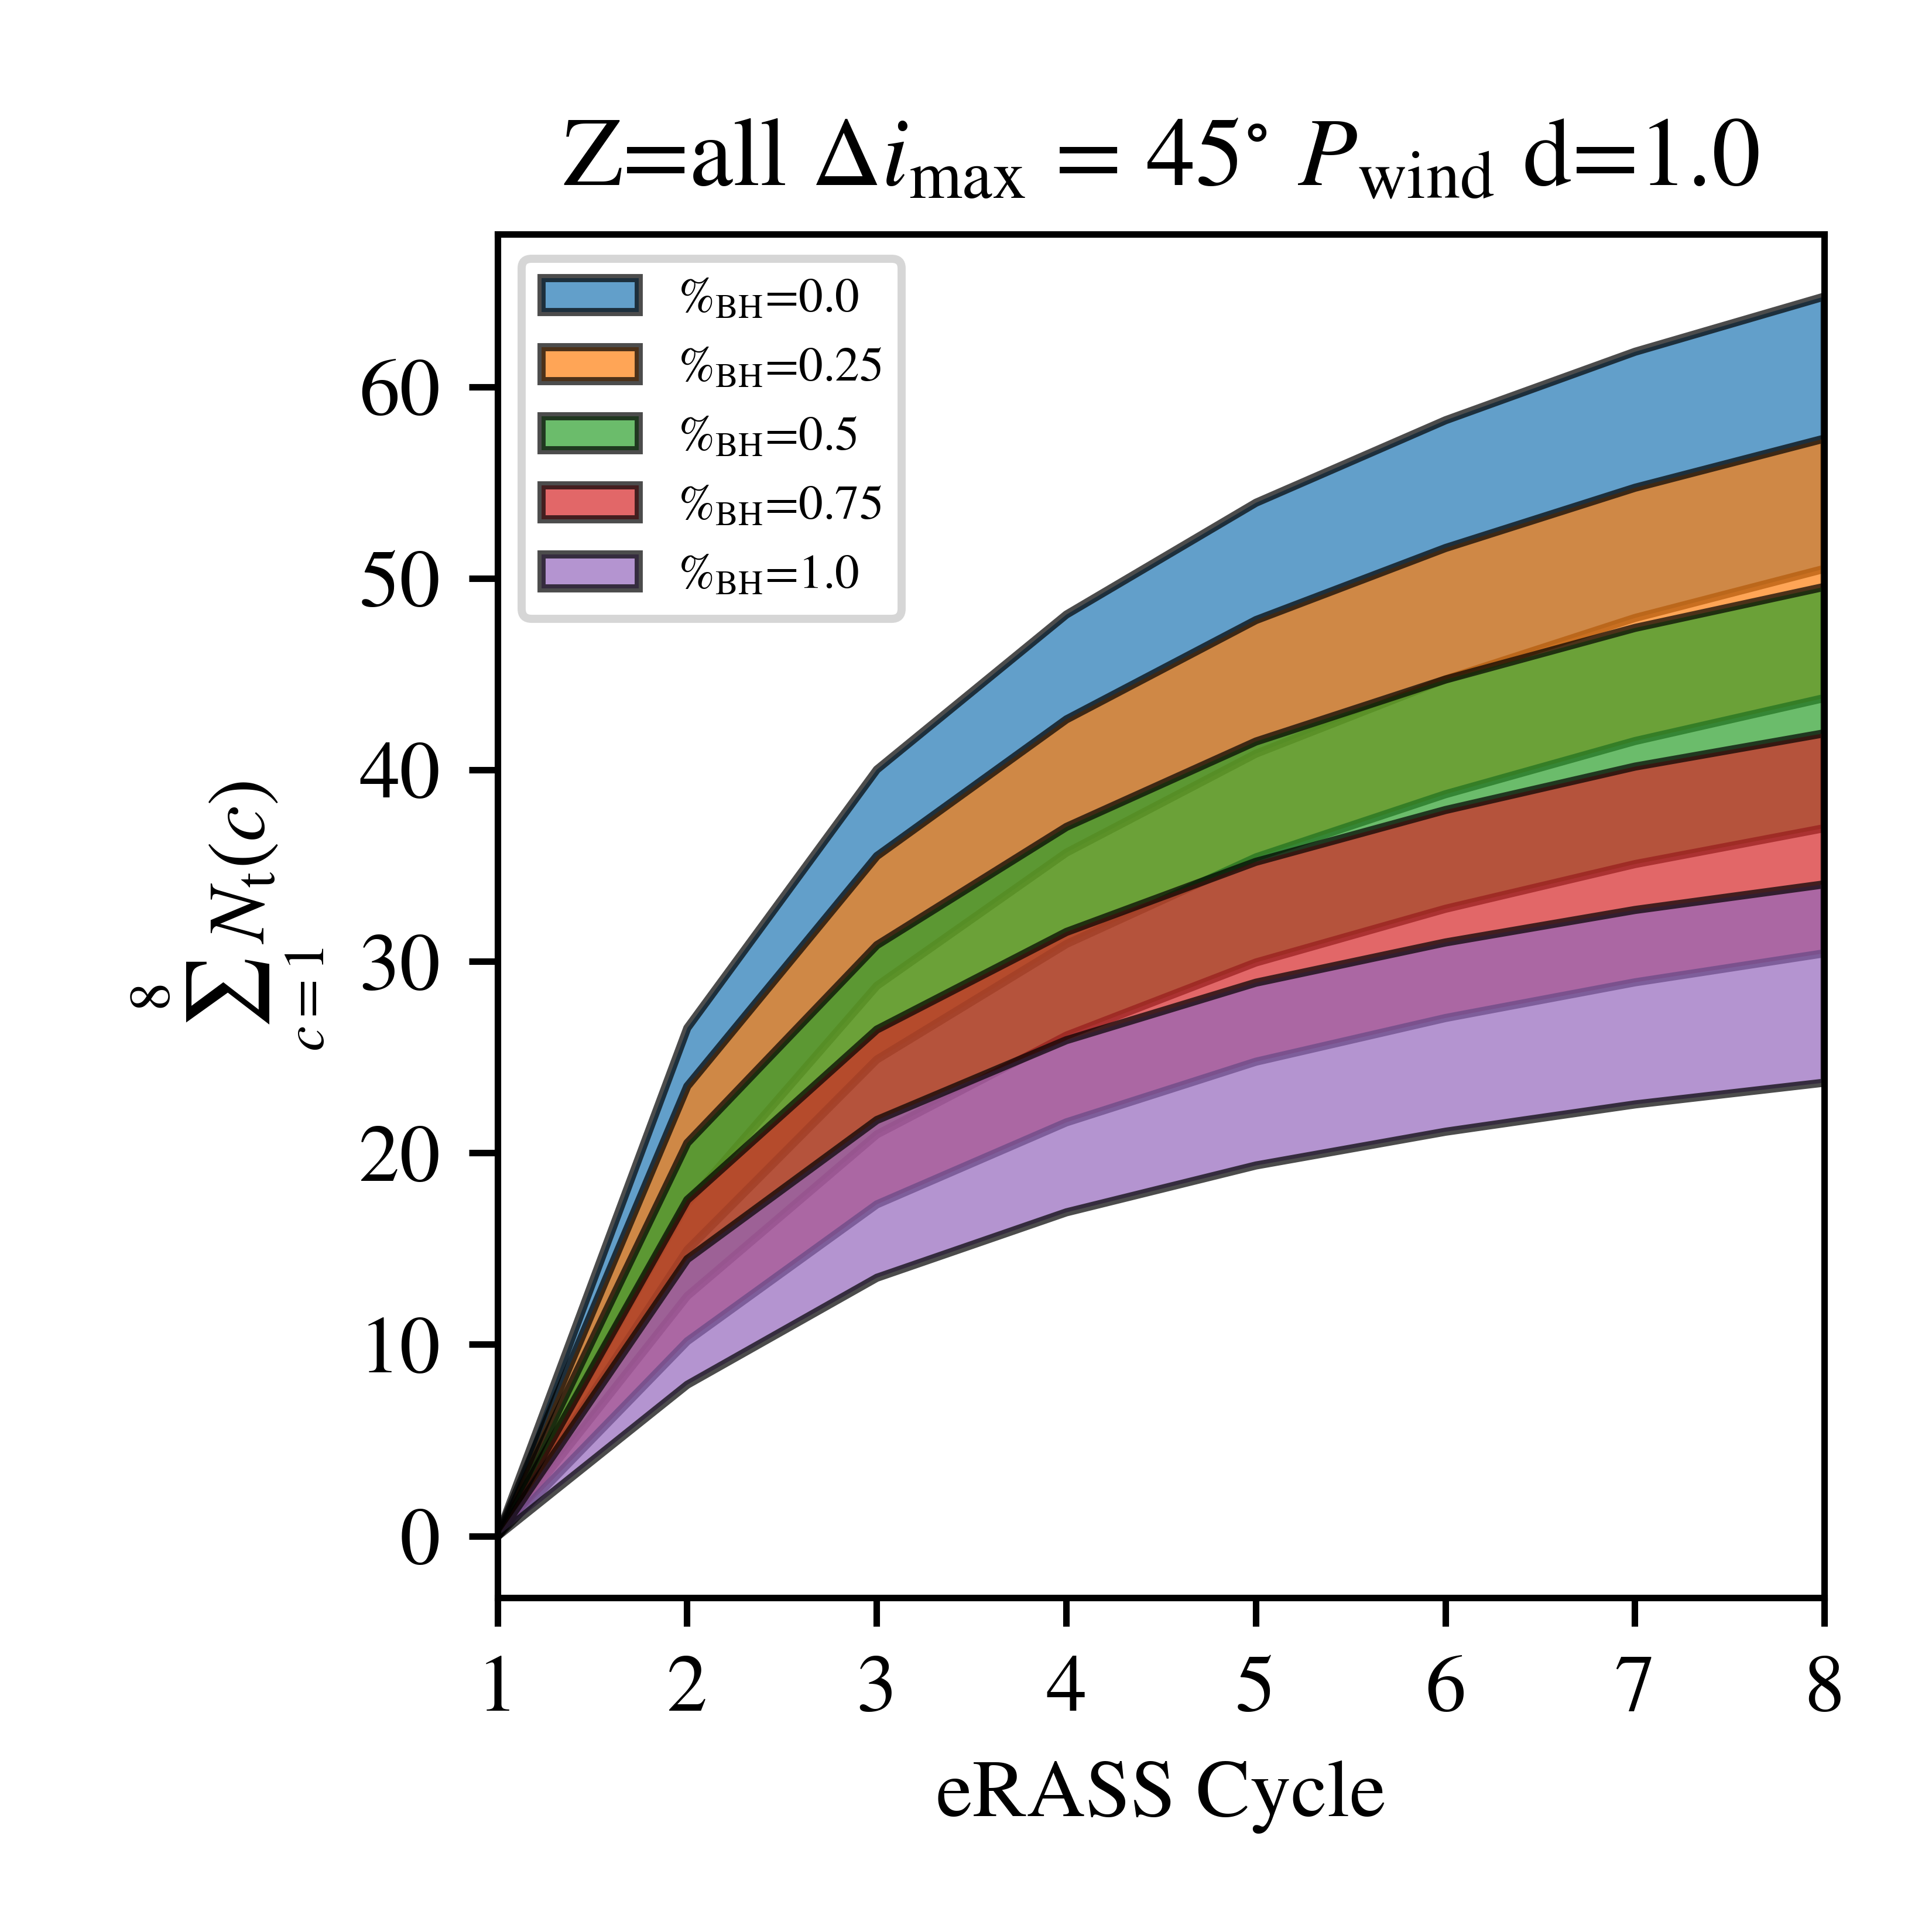 Z=all Δi_max = 45° P_wind d=1.0
%_BH=0.0
%_BH=0.25
%_BH=0.5
%_BH=0.75
%_BH=1.0
60
50
40
30
20
10
0
8
∑ N_t(c)
c=1
1 2 3 4 5 6 7 8
eRASS Cycle